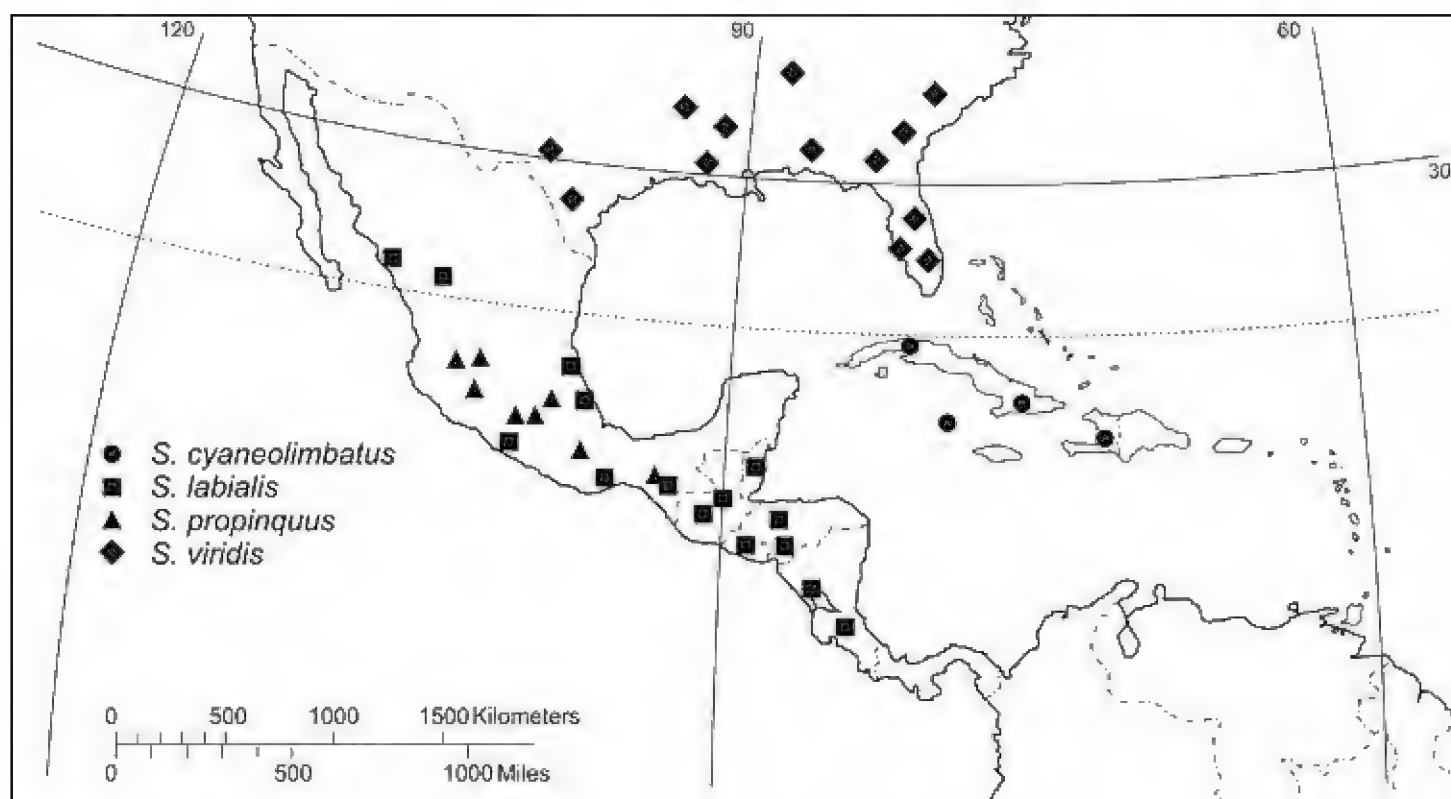 120 90 60
30
S. cyaneolimbatus
S. labialis
S. propinquus
S. viridis
0 500 1000 1500 Kilometers
0 500 1000 Miles